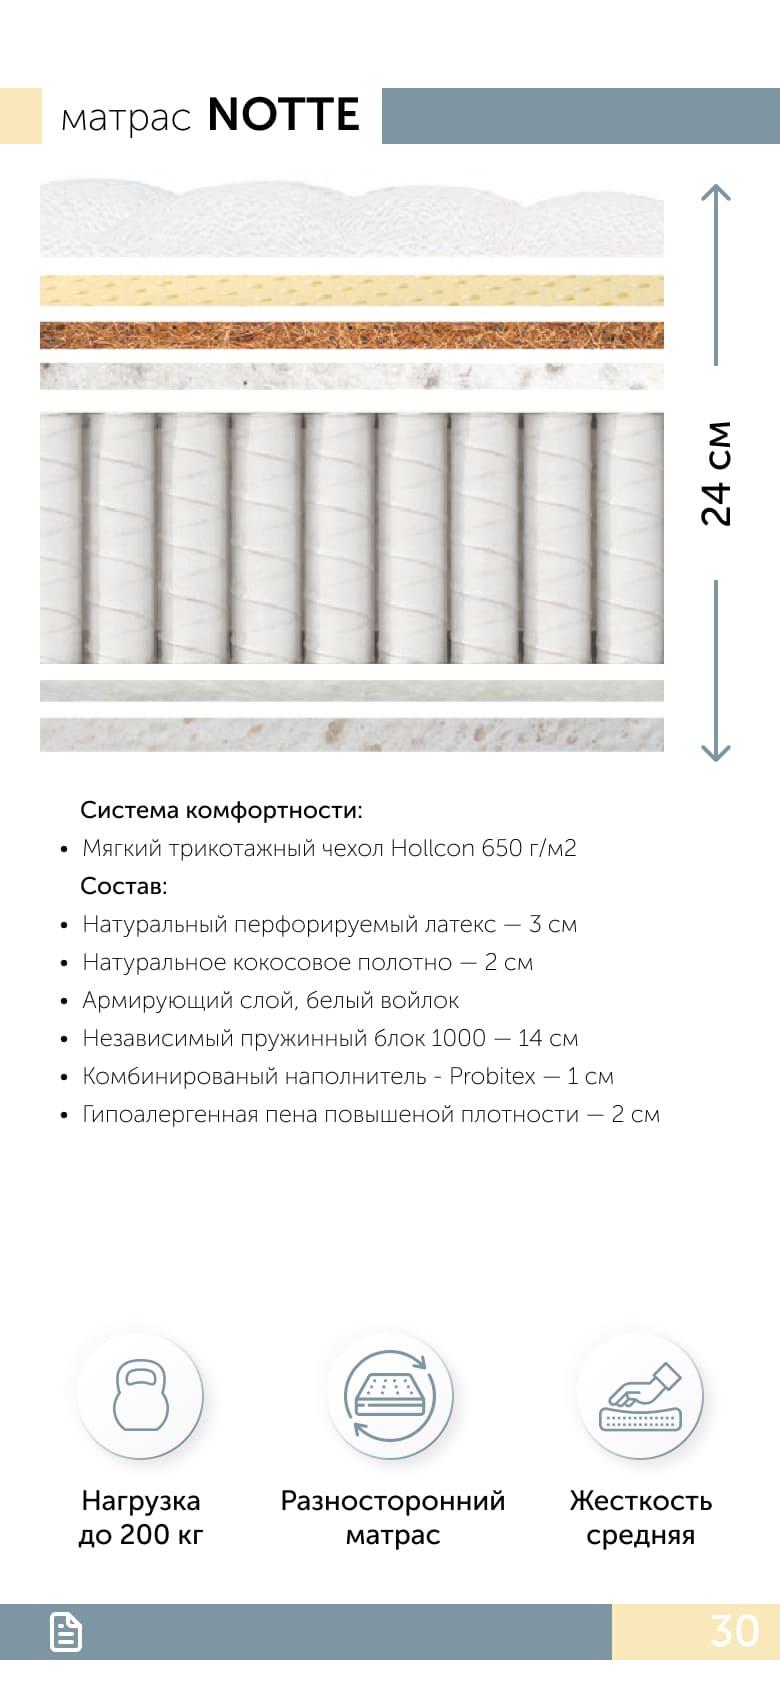 матрас NOTTE
24 см
Система комфортности:
• Мягкий трикотажный чехол Hollcon 650 г/м2
Состав:
• Натуральный перфорируемый латекс — 3 см
• Натуральное кокосовое полотно — 2 см
• Армирующий слой, белый войлок
• Независимый пружинный блок 1000 — 14 см
• Комбинированый наполнитель - Probitex — 1 см
• Гипоалергенная пена повышеной плотности — 2 см
Нагрузка
до 200 кг
Разносторонний
матрас
Жесткость
средняя
30